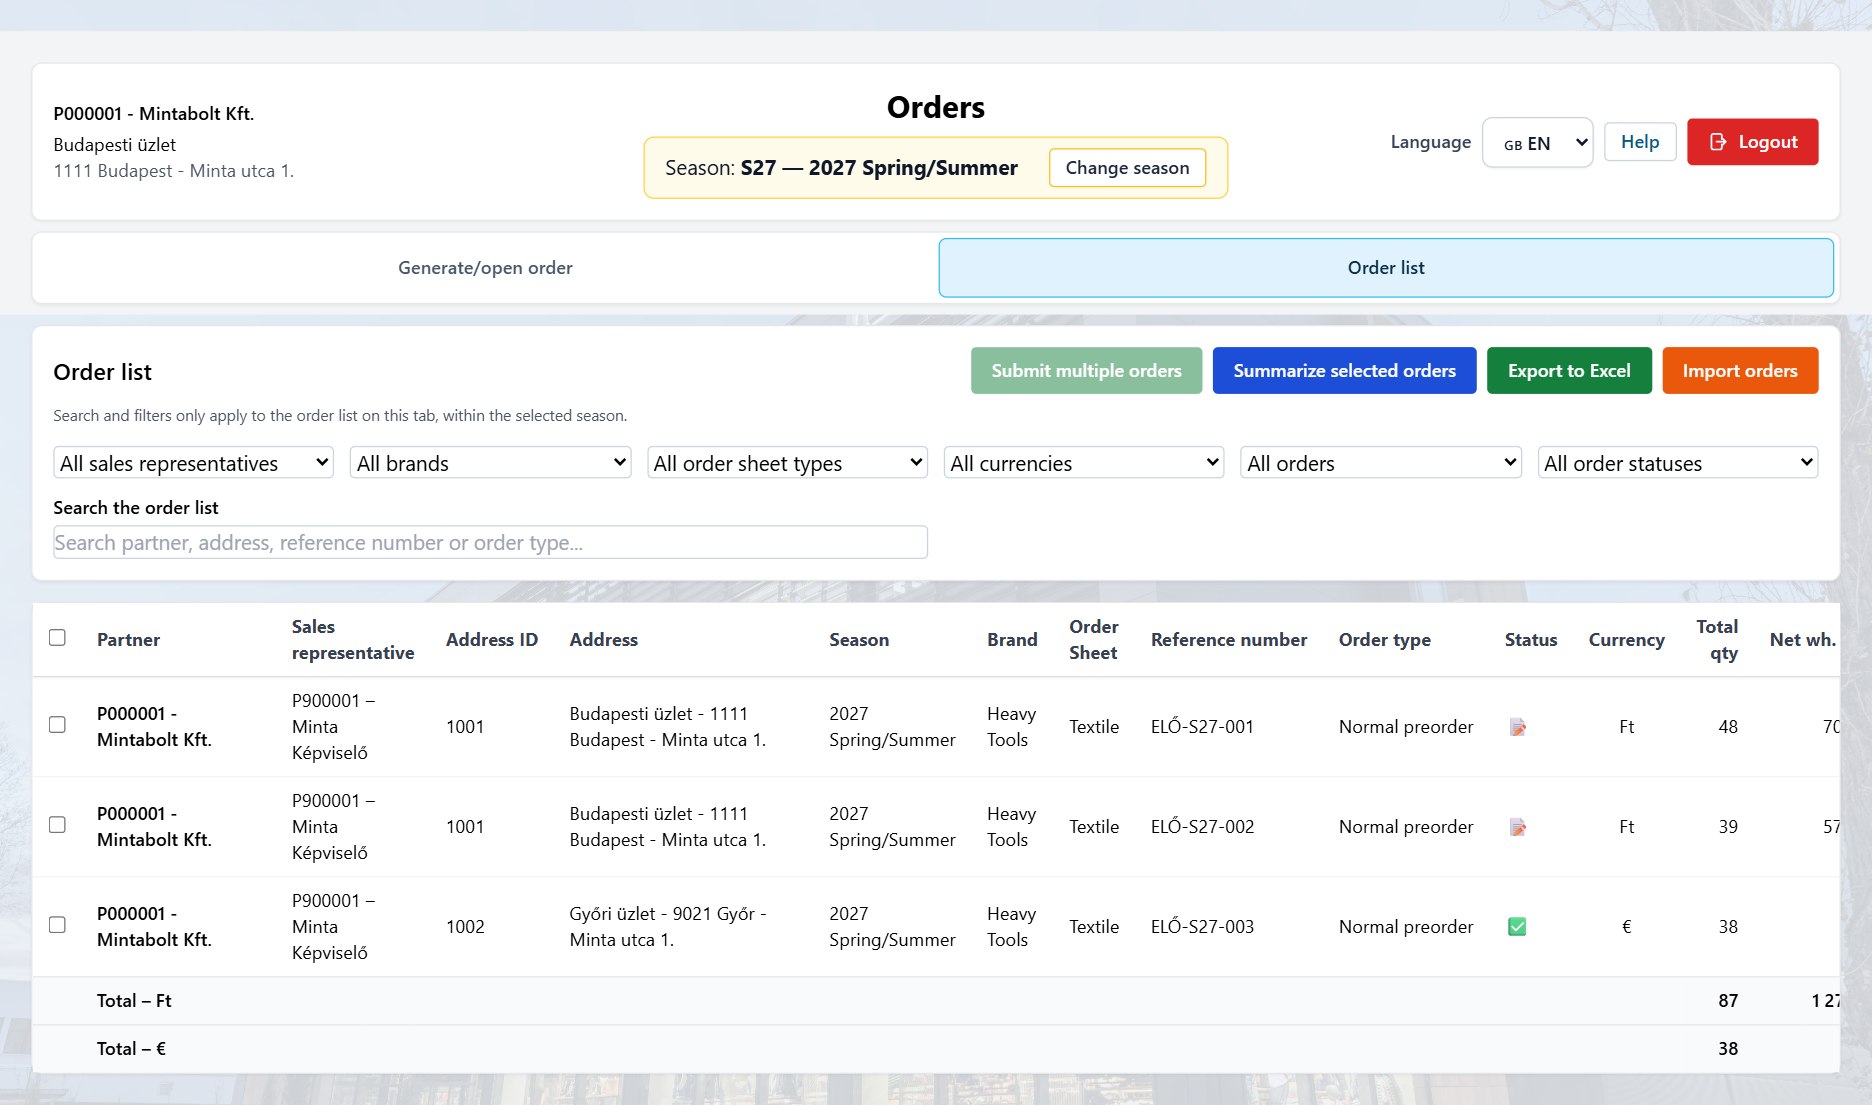 P000001 - Mintabolt Kft.
Budapesti üzlet
1111 Budapest - Minta utca 1.
Orders
Season: S27 — 2027 Spring/Summer
Change season
Language
GB EN
Help
Logout
Generate/open order
Order list
Order list
Submit multiple orders
Summarize selected orders
Export to Excel
Import orders
Search and filters only apply to the order list on this tab, within the selected season.
All sales representatives
All brands
All order sheet types
All currencies
All orders
All order statuses
Search the order list
Search partner, address, reference number or order type...
Partner
Sales
representative
Address ID
Address
Season
Brand
Order
Sheet
Reference number
Order type
Status
Currency
Total
qty
Net wh.
P000001 -
Mintabolt Kft.
P900001 –
Minta
Képviselő
1001
Budapesti üzlet - 1111
Budapest - Minta utca 1.
2027
Spring/Summer
Heavy
Tools
Textile
ELŐ-S27-001
Normal preorder
Ft
48
70
P000001 -
Mintabolt Kft.
P900001 –
Minta
Képviselő
1001
Budapesti üzlet - 1111
Budapest - Minta utca 1.
2027
Spring/Summer
Heavy
Tools
Textile
ELŐ-S27-002
Normal preorder
Ft
39
57
P000001 -
Mintabolt Kft.
P900001 –
Minta
Képviselő
1002
Győri üzlet - 9021 Győr -
Minta utca 1.
2027
Spring/Summer
Heavy
Tools
Textile
ELŐ-S27-003
Normal preorder
€
38
Total – Ft
87
1 27
Total – €
38